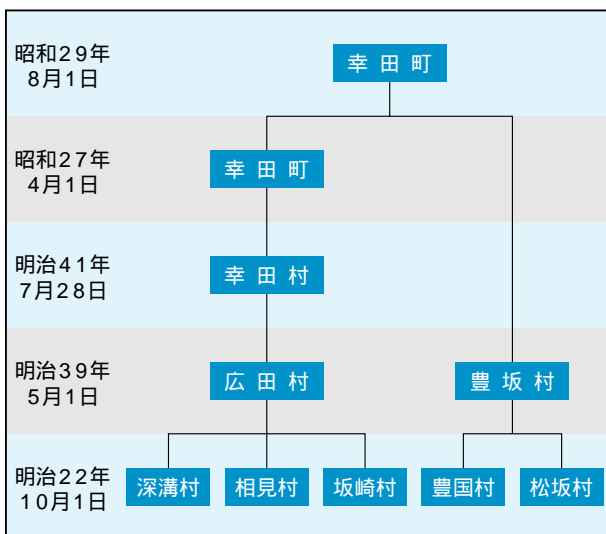 昭和29年
8月1日
幸田町
昭和27年
4月1日
幸田町
明治41年
7月28日
幸田村
明治39年
5月1日
広田村
豊坂村
明治22年
10月1日
深溝村
相見村
坂崎村
豊国村
松坂村